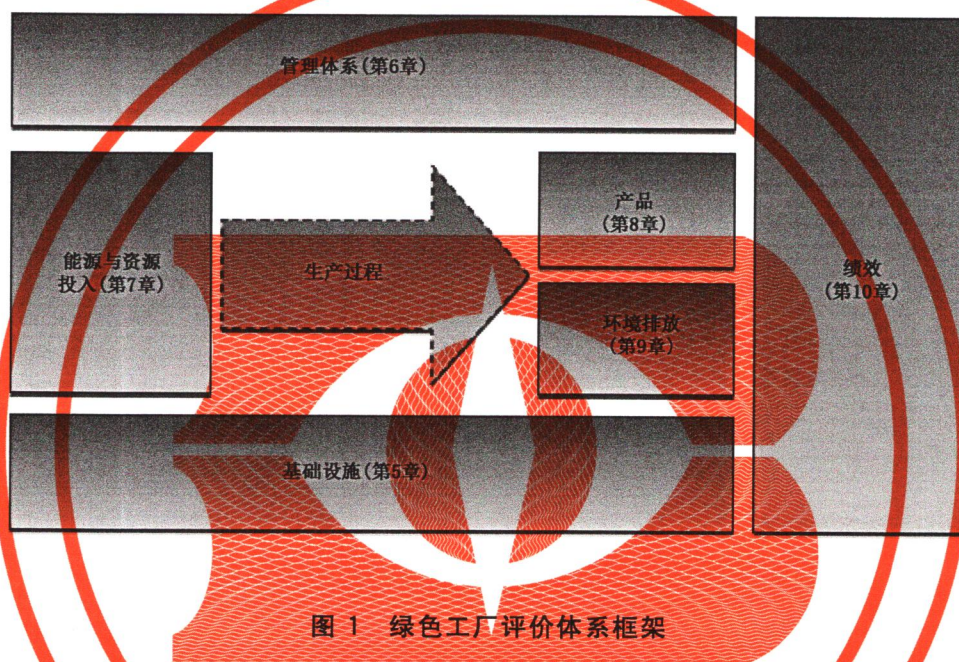 管理体系(第6章)
能源与资源
投入(第7章)
生产过程
产品
(第8章)
环境排放
(第9章)
绩效
(第10章)
基础设施(第5章)
图 1 绿色工厂评价体系框架